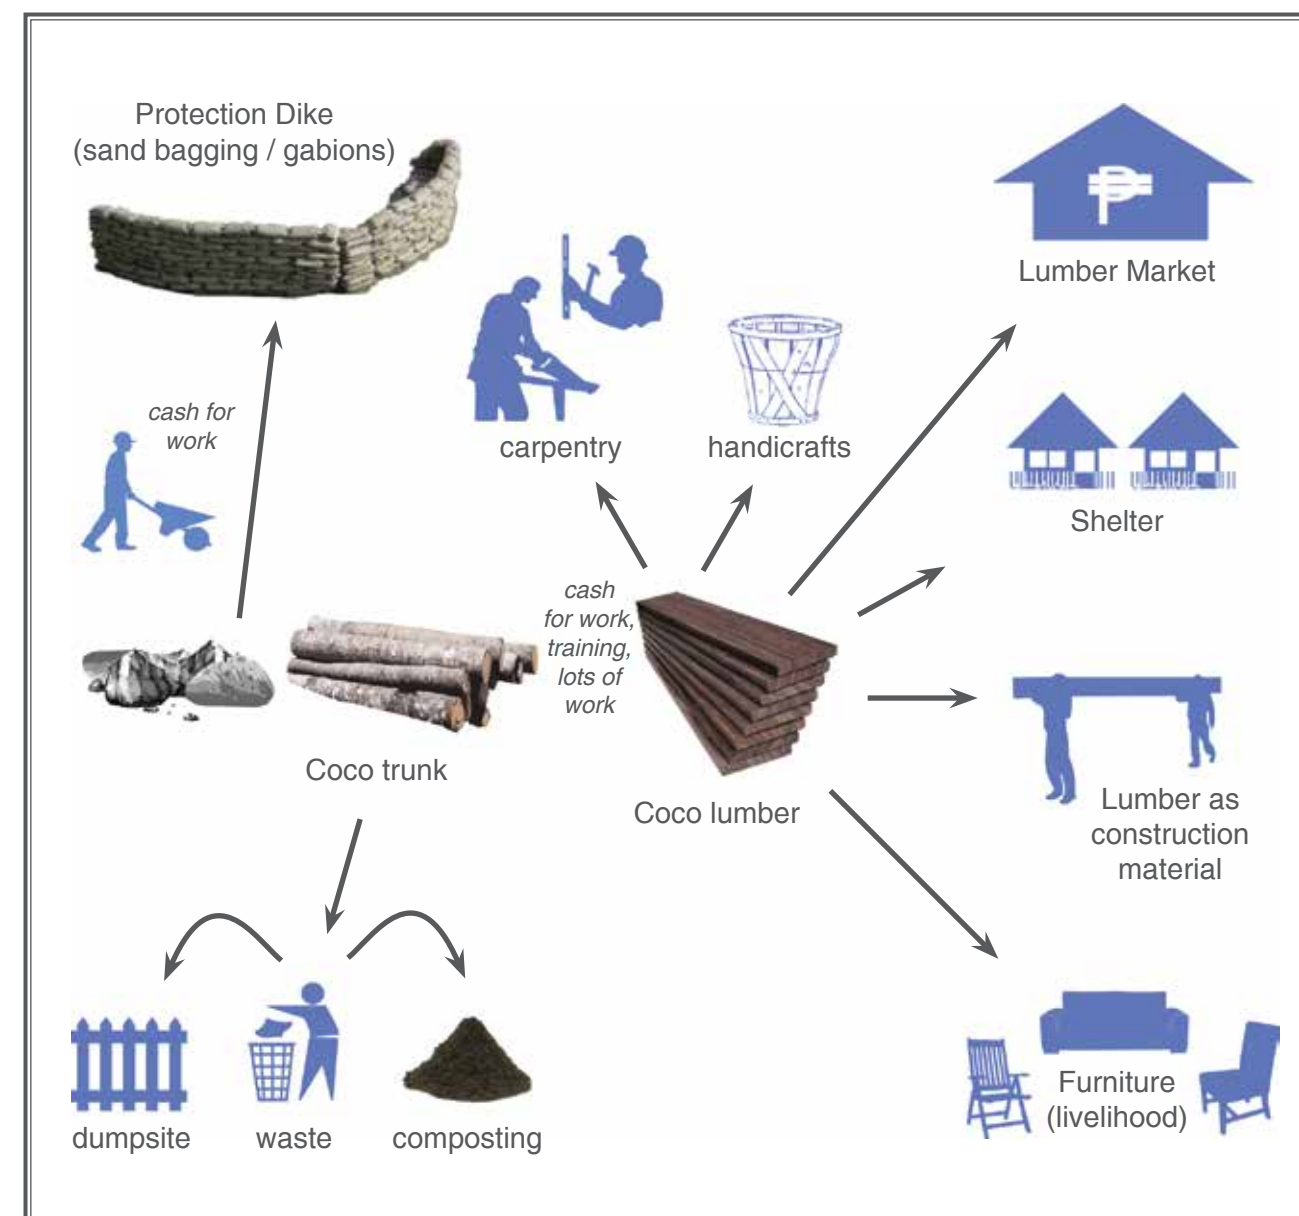 Protection Dike
(sand bagging / gabions)
Lumber Market
cash for
work
carpentry
handicrafts
Shelter
cash
for work,
training,
lots of
work
Coco trunk
Coco lumber
Lumber as
construction
material
dumpsite
waste
composting
Furniture
(livelihood)